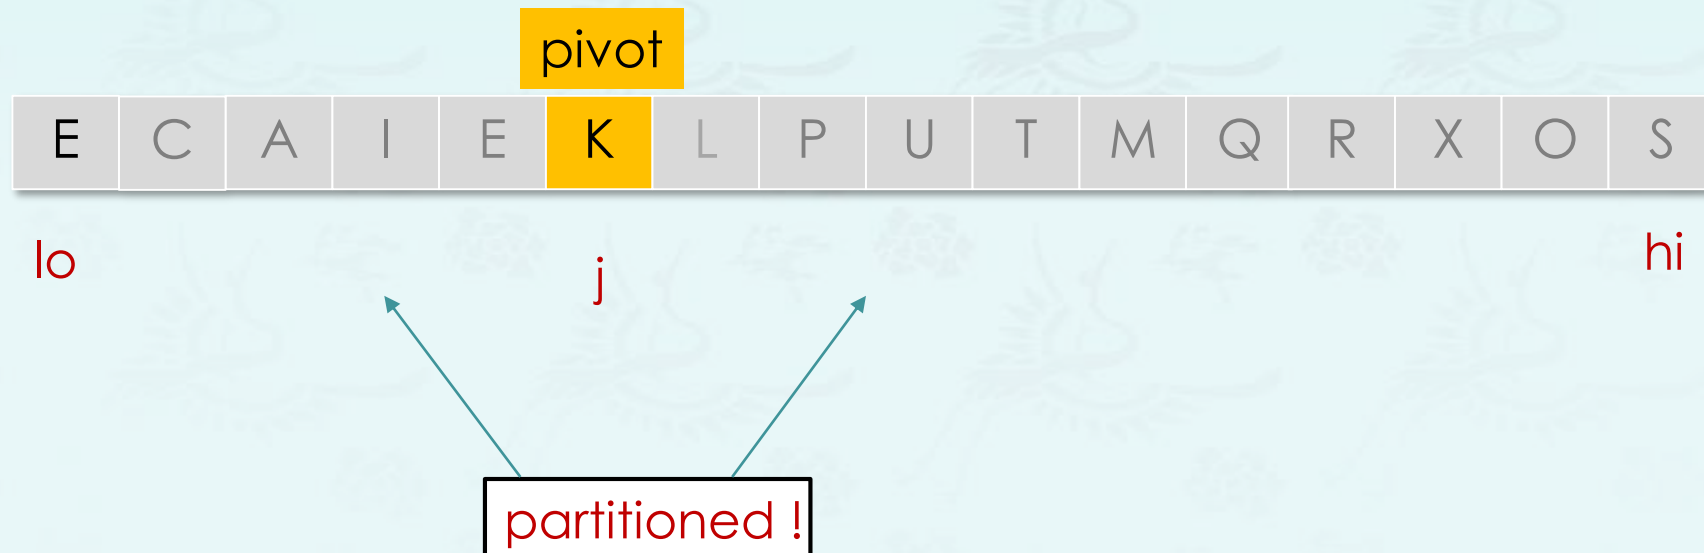 pivot
E C A I E K L P U T M Q R X O S
lo j hi
partitioned !